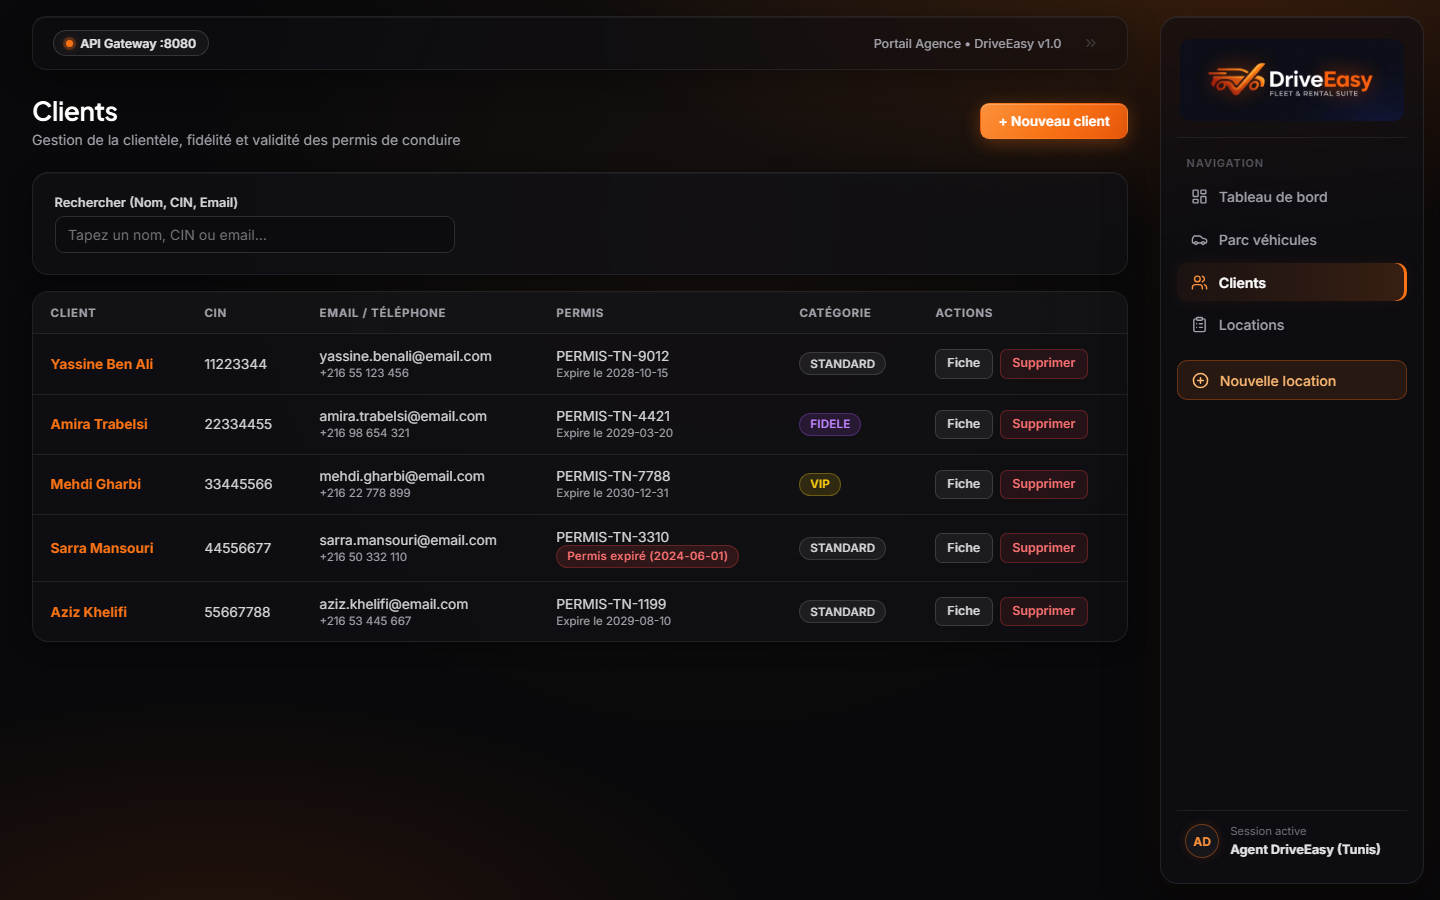 API Gateway :8080
Portail Agence • DriveEasy v1.0 »
Clients
Gestion de la clientèle, fidélité et validité des permis de conduire
+ Nouveau client
Rechercher (Nom, CIN, Email)
Tapez un nom, CIN ou email...
CLIENT CIN EMAIL / TÉLÉPHONE PERMIS CATÉGORIE ACTIONS
Yassine Ben Ali 11223344 yassine.benali@email.com PERMIS-TN-9012 STANDARD Fiche Supprimer
+216 55 123 456 Expire le 2028-10-15
Amira Trabelsi 22334455 amira.trabelsi@email.com PERMIS-TN-4421 FIDELE Fiche Supprimer
+216 98 654 321 Expire le 2029-03-20
Mehdi Gharbi 33445566 mehdi.gharbi@email.com PERMIS-TN-7788 VIP Fiche Supprimer
+216 22 778 899 Expire le 2030-12-31
Sarra Mansouri 44556677 sarra.mansouri@email.com PERMIS-TN-3310 STANDARD Fiche Supprimer
+216 50 332 110 Permis expiré (2024-06-01)
Aziz Khelifi 55667788 aziz.khelifi@email.com PERMIS-TN-1199 STANDARD Fiche Supprimer
+216 53 445 667 Expire le 2029-08-10
DriveEasy
FLEET & RENTAL SUITE
NAVIGATION
Tableau de bord
Parc véhicules
Clients
Locations
Nouvelle location
AD
Session active
Agent DriveEasy (Tunis)